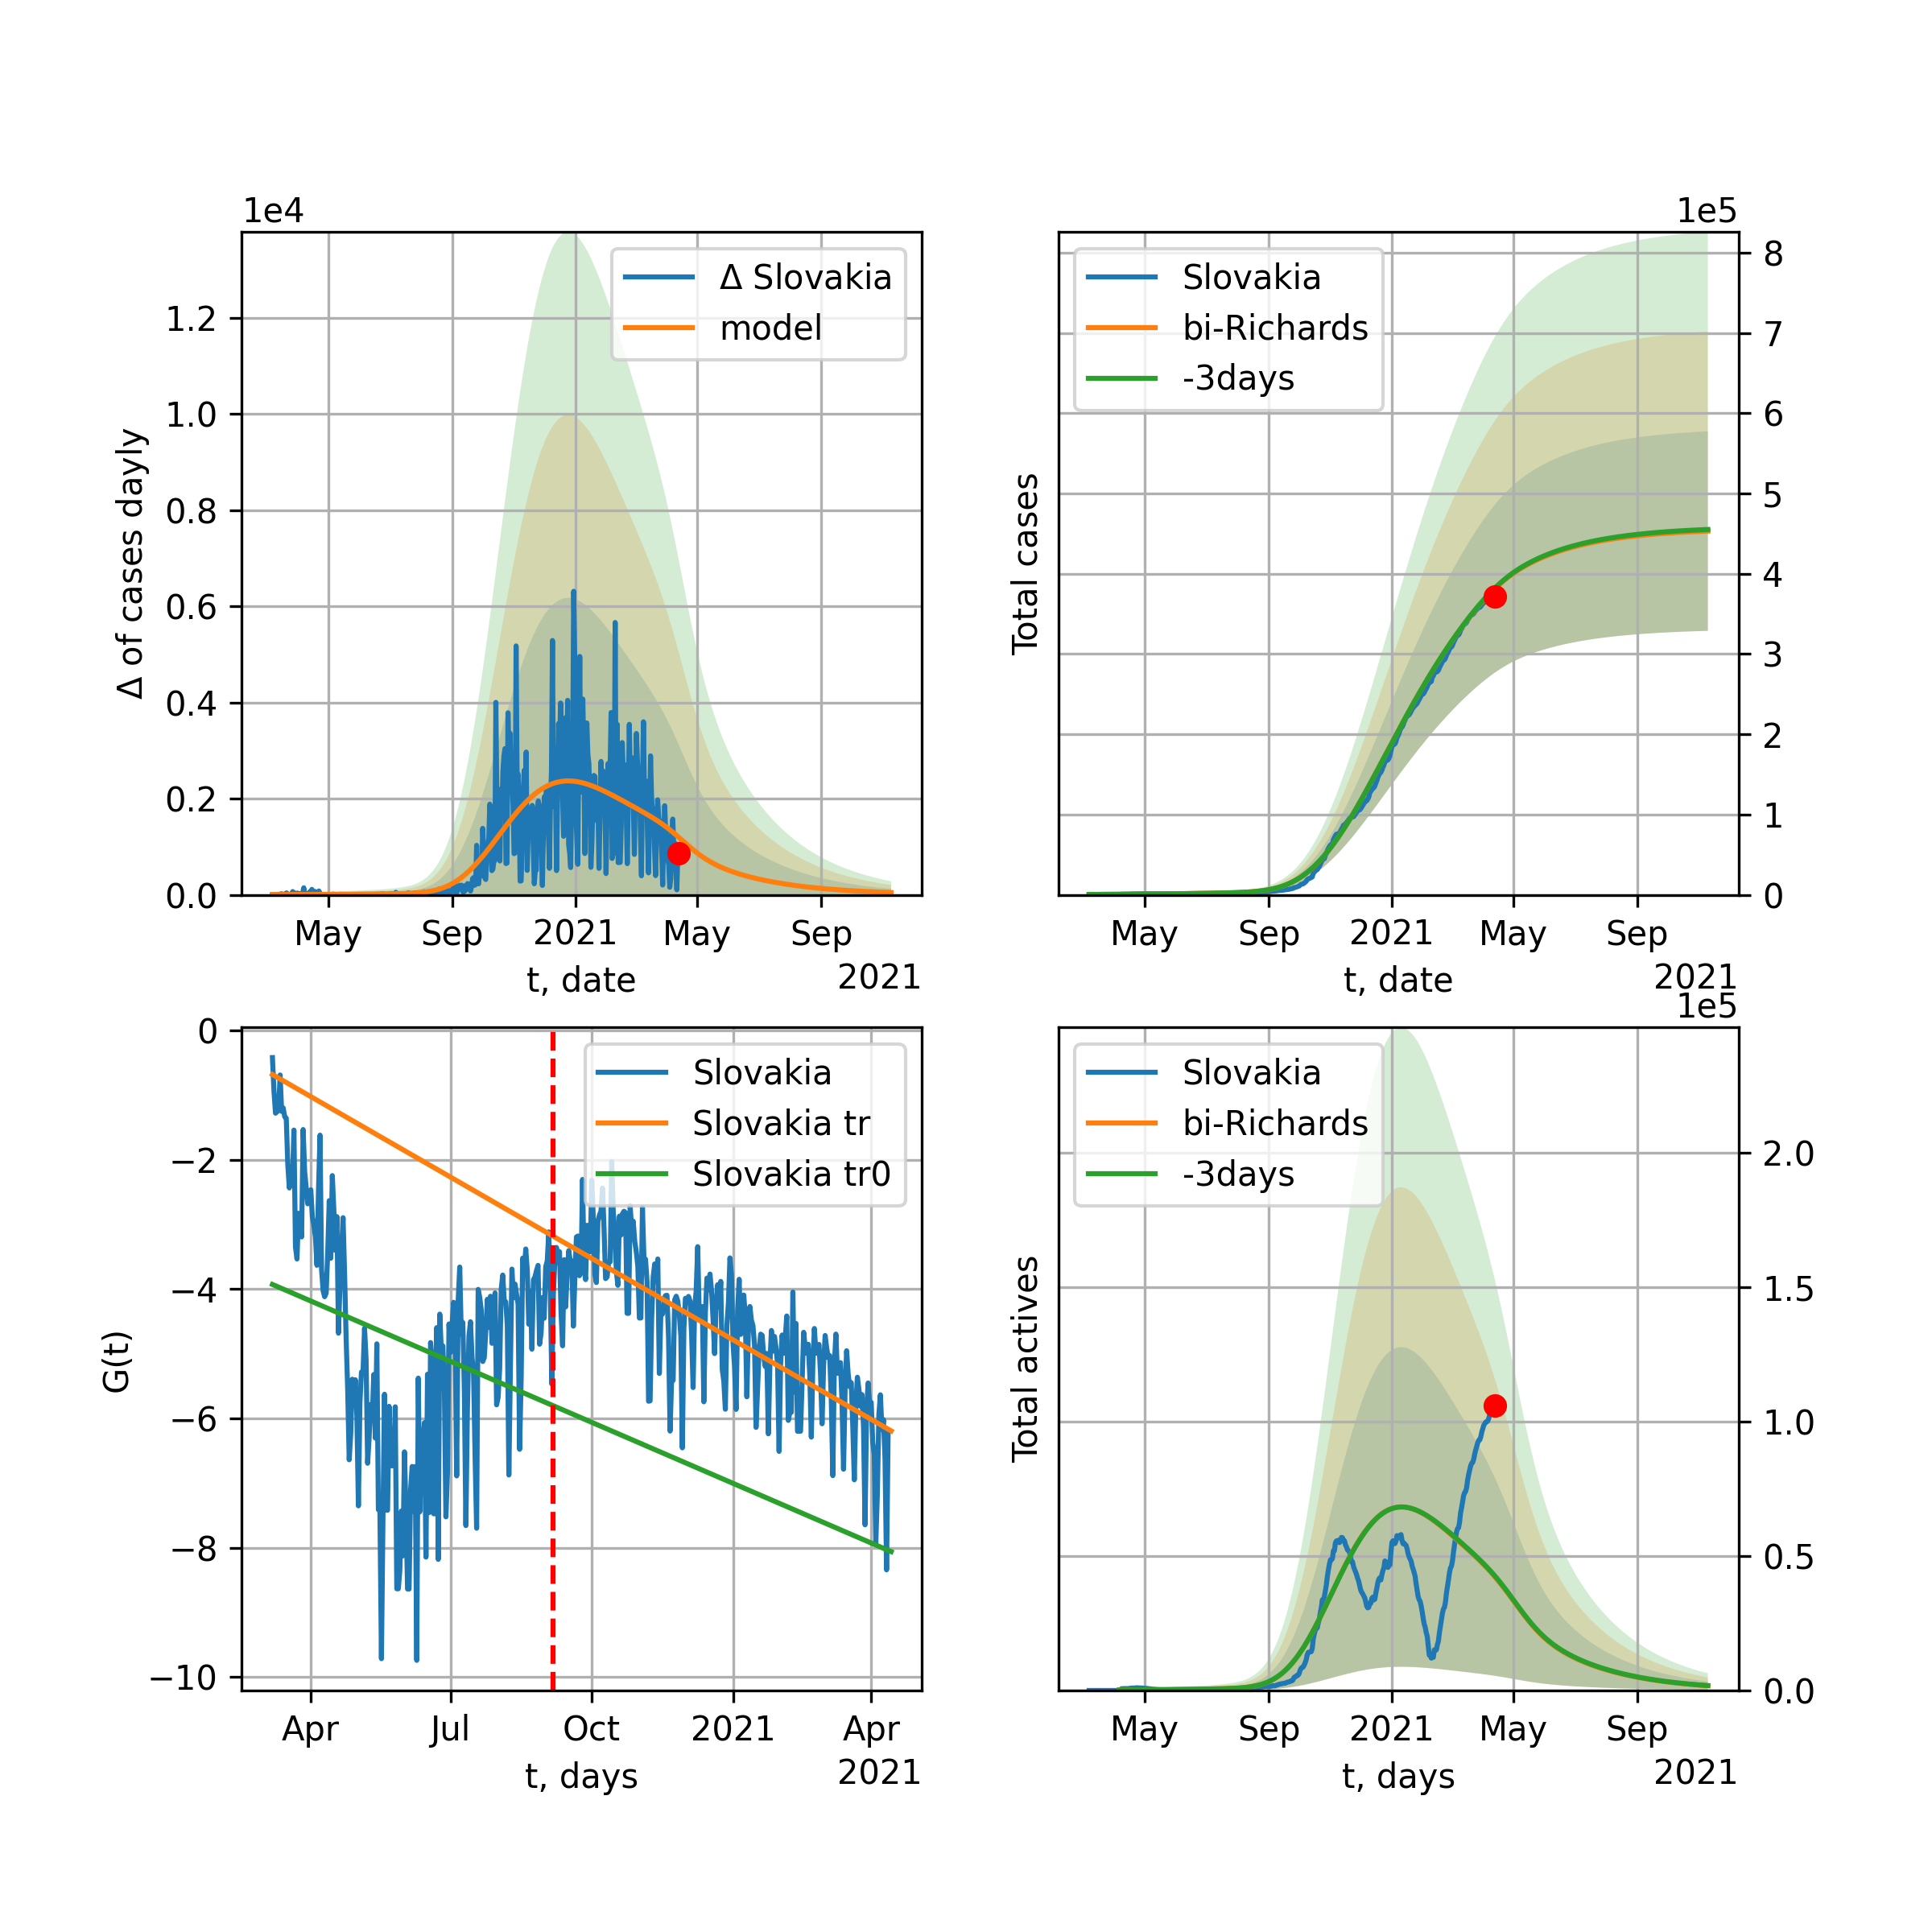 1e4
Δ of cases dayly
1.2
1.0
0.8
0.6
0.4
0.2
0.0
Δ Slovakia
model
May Sep 2021 May Sep
t, date
2021
1e5
Total cases
Slovakia
bi-Richards
-3days
8
7
6
5
4
3
2
1
0
May Sep 2021 May Sep
t, date
2021
G(t)
0
−2
−4
−6
−8
−10
Slovakia
Slovakia tr
Slovakia tr0
Apr Jul Oct 2021 Apr
t, days
2021
1e5
Total actives
Slovakia
bi-Richards
-3days
2.0
1.5
1.0
0.5
0.0
May Sep 2021 May Sep
t, days
2021